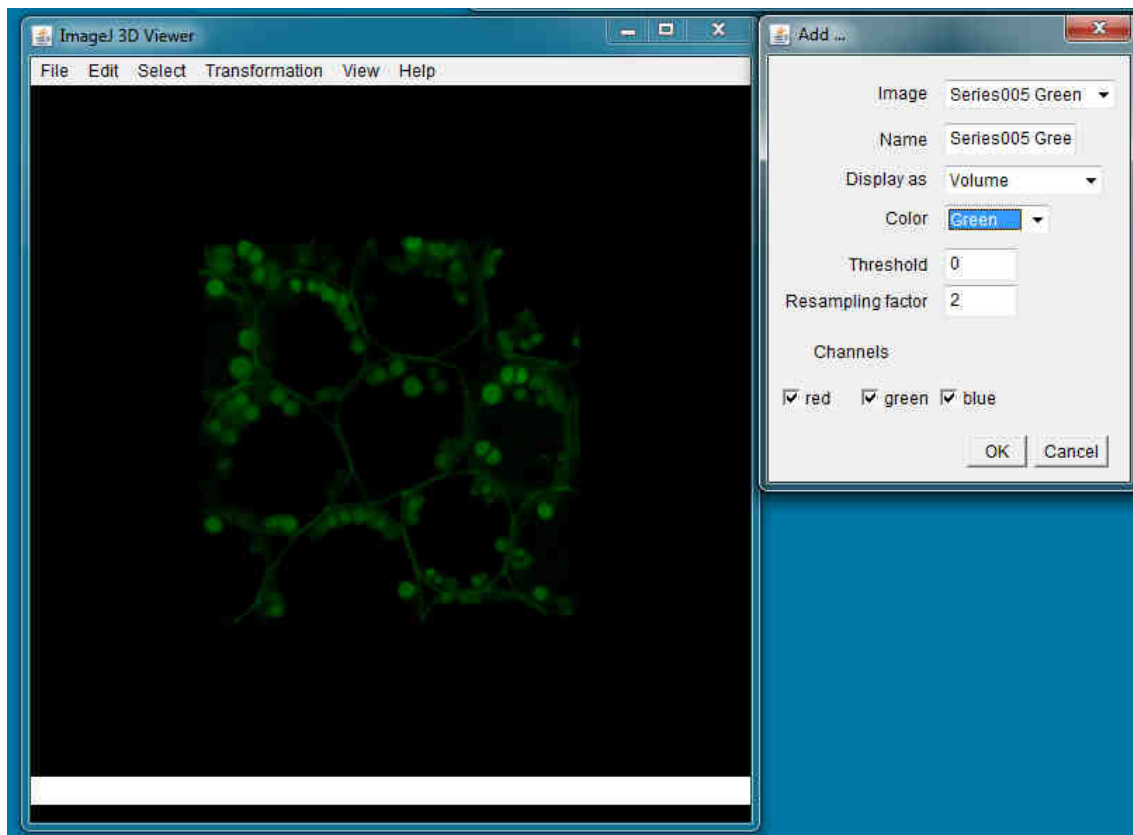 ImageJ 3D Viewer
File Edit Select Transformation View Help
Add ...
Image Series005 Green
Name Series005 Gree
Display as Volume
Color Green
Threshold 0
Resampling factor 2
Channels
red green blue
OK Cancel